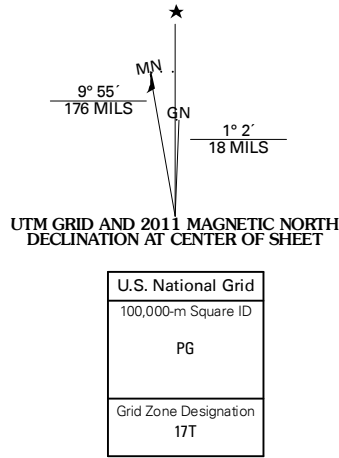 ★
MN
GN
9° 55´
176 MILS
1° 2´
18 MILS
UTM GRID AND 2011 MAGNETIC NORTH
DECLINATION AT CENTER OF SHEET
U.S. National Grid
100,000-m Square ID
PG
Grid Zone Designation
17T